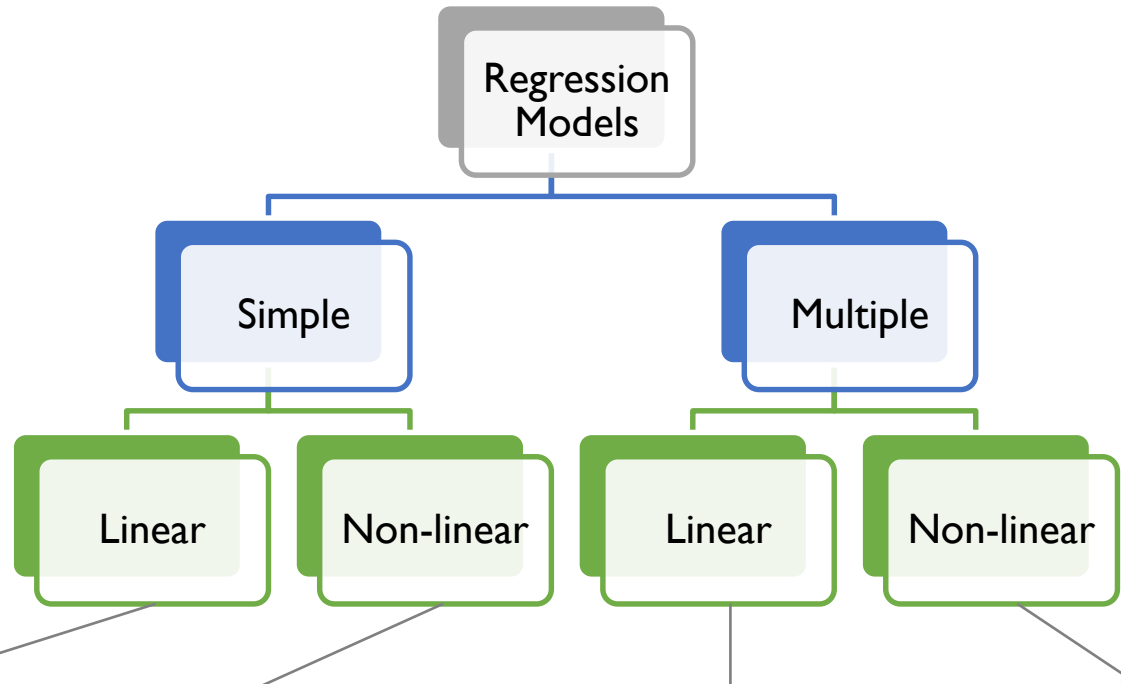 Regression
Models
Simple
Multiple
Linear
Non-linear
Linear
Non-linear